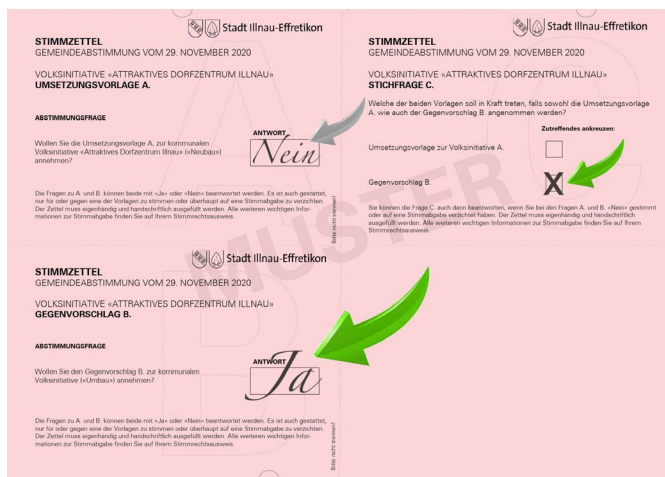 Stadt Illnau-Effretikon
STIMMZETTEL
GEMEINDEABSTIMMUNG VOM 29. NOVEMBER 2020
VOLKSINITIATIVE «ATTRAKTIVES DORFZENTRUM ILLNAU»
UMSETZUNGSVORLAGE A.
ABSTIMMUNGSFRAGE
Wollen Sie die Umsetzungsvorlage A. zur kommunalen
Volksinitiative «Attraktives Dorfzentrum Illnau» («Neubau»)
annehmen?
ANTWORT
Nein
Die Fragen zu A. und B. können beide mit «Ja» oder «Nein» beantwortet werden. Es ist auch gestattet,
nur für oder gegen eine der Vorlagen zu stimmen oder überhaupt auf eine Stimmabgabe zu verzichten.
Der Zettel muss eigenhändig und handschriftlich ausgefüllt werden. Alle weiteren wichtigen Infor-
mationen zur Stimmabgabe finden Sie auf Ihrem Stimmrechtsausweis.
Bitte nicht trennen!
Stadt Illnau-Effretikon
STIMMZETTEL
GEMEINDEABSTIMMUNG VOM 29. NOVEMBER 2020
VOLKSINITIATIVE «ATTRAKTIVES DORFZENTRUM ILLNAU»
STICHFRAGE C.
Welche der beiden Vorlagen soll in Kraft treten, falls sowohl die Umsetzungsvorlage
A. wie auch der Gegenvorschlag B. angenommen werden?
Zutreffendes ankreuzen:
Umsetzungsvorlage zur Volksinitiative A.
Gegenvorschlag B.
X
Sie können die Frage C. auch dann beantworten, wenn Sie bei den Fragen A. und B. «Nein» gestimmt
oder auf eine Stimmabgabe verzichtet haben. Der Zettel muss eigenhändig und handschriftlich
ausgefüllt werden. Alle weiteren wichtigen Informationen zur Stimmabgabe finden Sie auf Ihrem
Stimmrechtsausweis.
Stadt Illnau-Effretikon
STIMMZETTEL
GEMEINDEABSTIMMUNG VOM 29. NOVEMBER 2020
VOLKSINITIATIVE «ATTRAKTIVES DORFZENTRUM ILLNAU»
GEGENVORSCHLAG B.
ABSTIMMUNGSFRAGE
Wollen Sie den Gegenvorschlag B. zur kommunalen
Volksinitiative («Umbau») annehmen?
ANTWORT
Ja
Die Fragen zu A. und B. können beide mit «Ja» oder «Nein» beantwortet werden. Es ist auch gestattet,
nur für oder gegen eine der Vorlagen zu stimmen oder überhaupt auf eine Stimmabgabe zu verzichten.
Der Zettel muss eigenhändig und handschriftlich ausgefüllt werden. Alle weiteren wichtigen Infor-
mationen zur Stimmabgabe finden Sie auf Ihrem Stimmrechtsausweis.
Bitte nicht trennen!
MUSTER
A
B
C